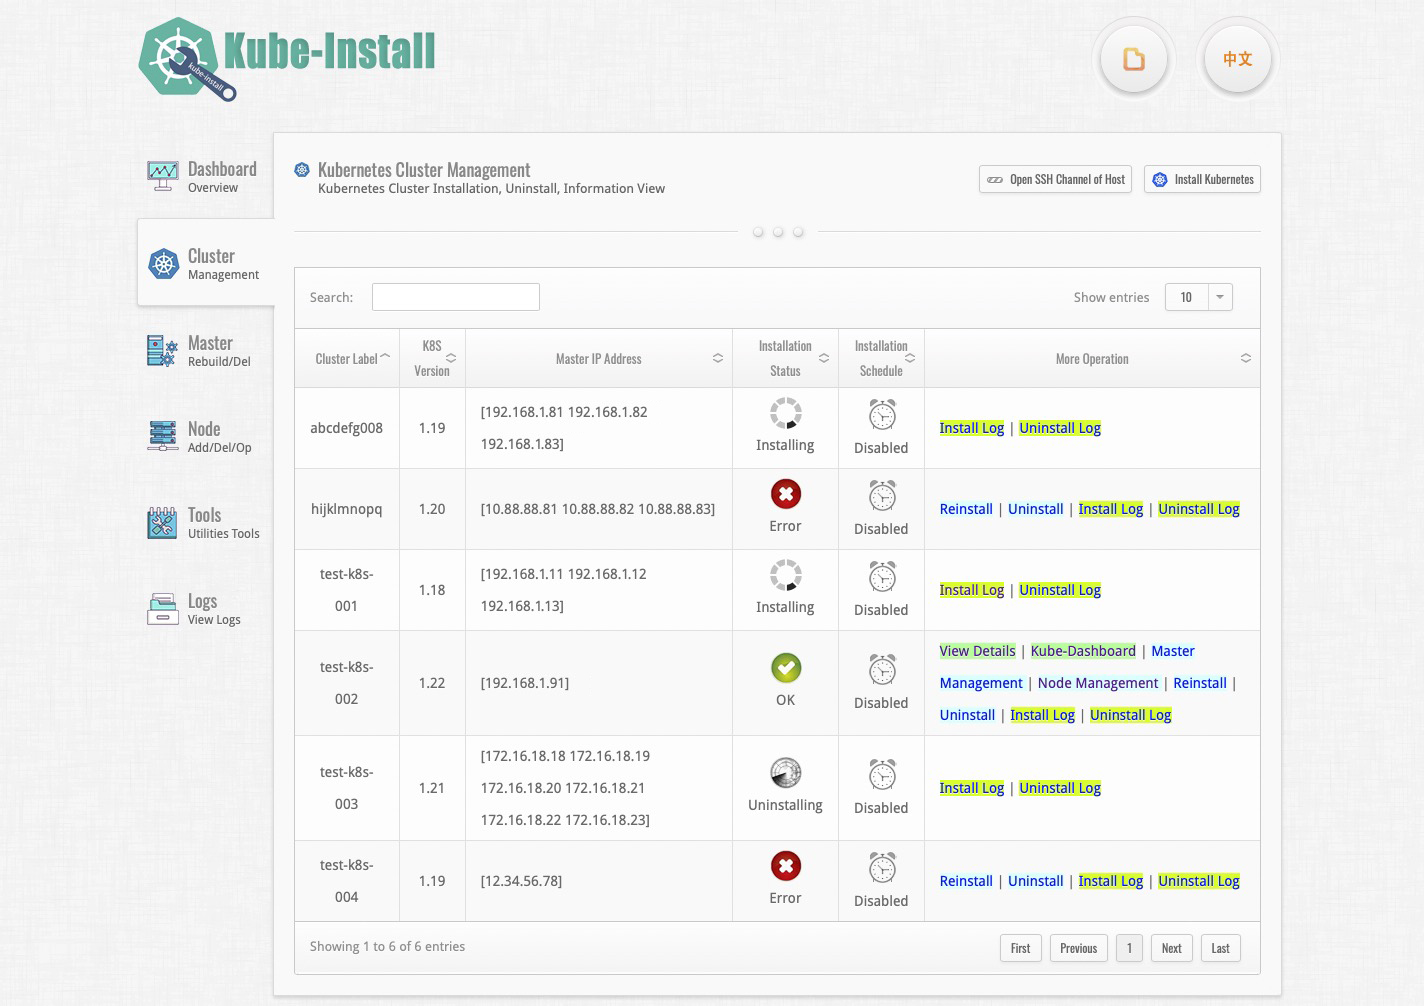 Kube-Install
kube-install
中文
Dashboard
Overview
Cluster
Management
Master
Rebuild/Del
Node
Add/Del/Op
Tools
Utilities Tools
Logs
View Logs
Kubernetes Cluster Management
Kubernetes Cluster Installation, Uninstall, Information View
Open SSH Channel of Host
Install Kubernetes
Search:
Show entries
10
Cluster Label
K8S
Version
Master IP Address
Installation
Status
Installation
Schedule
More Operation
abcdefg008
1.19
[192.168.1.81 192.168.1.82
192.168.1.83]
Installing
Disabled
Install Log | Uninstall Log
hijklmnopq
1.20
[10.88.88.81 10.88.88.82 10.88.88.83]
Error
Disabled
Reinstall | Uninstall | Install Log | Uninstall Log
test-k8s-
001
1.18
[192.168.1.11 192.168.1.12
192.168.1.13]
Installing
Disabled
Install Log | Uninstall Log
test-k8s-
002
1.22
[192.168.1.91]
OK
Disabled
View Details | Kube-Dashboard | Master
Management | Node Management | Reinstall |
Uninstall | Install Log | Uninstall Log
test-k8s-
003
1.21
[172.16.18.18 172.16.18.19
172.16.18.20 172.16.18.21
172.16.18.22 172.16.18.23]
Uninstalling
Disabled
Install Log | Uninstall Log
test-k8s-
004
1.19
[12.34.56.78]
Error
Disabled
Reinstall | Uninstall | Install Log | Uninstall Log
Showing 1 to 6 of 6 entries
First
Previous
1
Next
Last